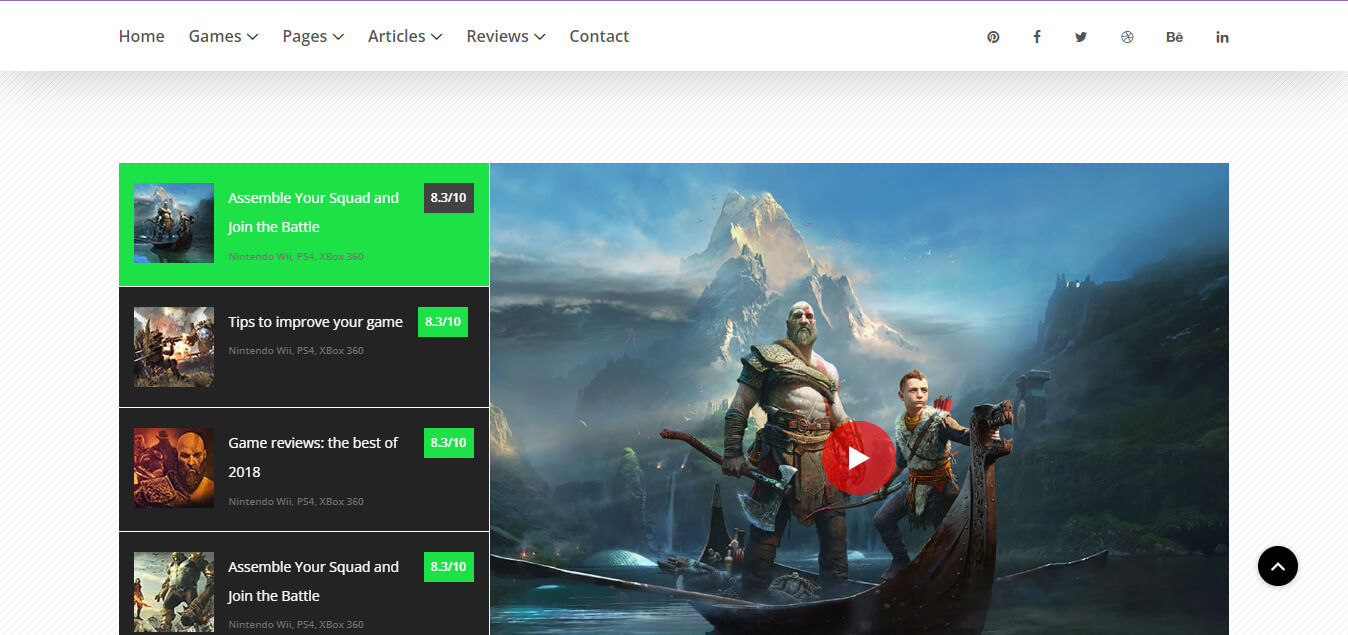 Home Games Pages Articles Reviews Contact Bē in
Assemble Your Squad and 8.3/10
Join the Battle
Nintendo Wii, PS4, XBox 360
Tips to improve your game 8.3/10
Nintendo Wii, PS4, XBox 360
Game reviews: the best of 8.3/10
2018
Nintendo Wii, PS4, XBox 360
Assemble Your Squad and 8.3/10
Join the Battle
Nintendo Wii, PS4, XBox 360